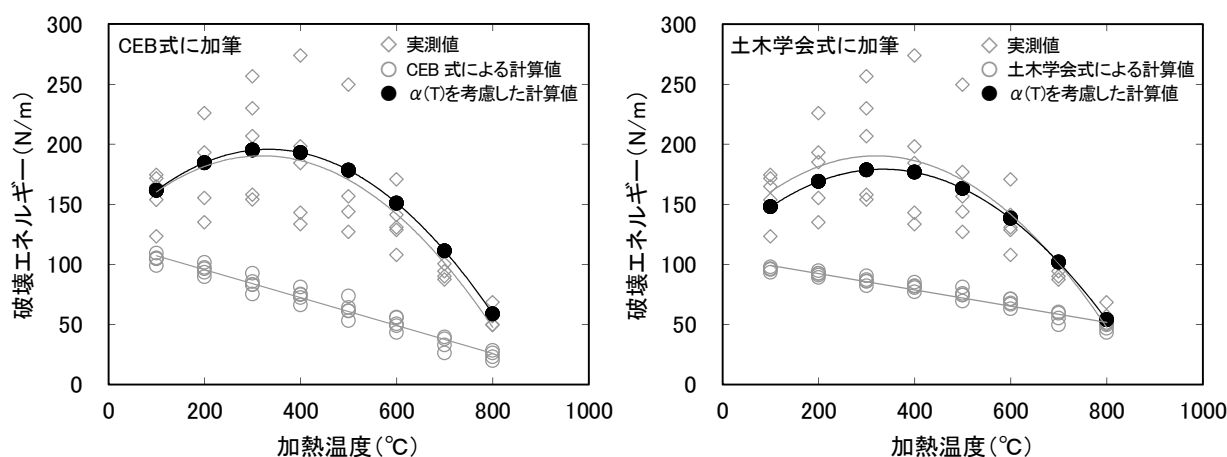 CEB式に加筆
実測値
CEB 式による計算値
α(T)を考慮した計算値
破壊エネルギー(N/m)
300
250
200
150
100
50
0
0 200 400 600 800 1000
加熱温度(℃)
土木学会式に加筆
実測値
土木学会式による計算値
α(T)を考慮した計算値
破壊エネルギー(N/m)
300
250
200
150
100
50
0
0 200 400 600 800 1000
加熱温度(℃)